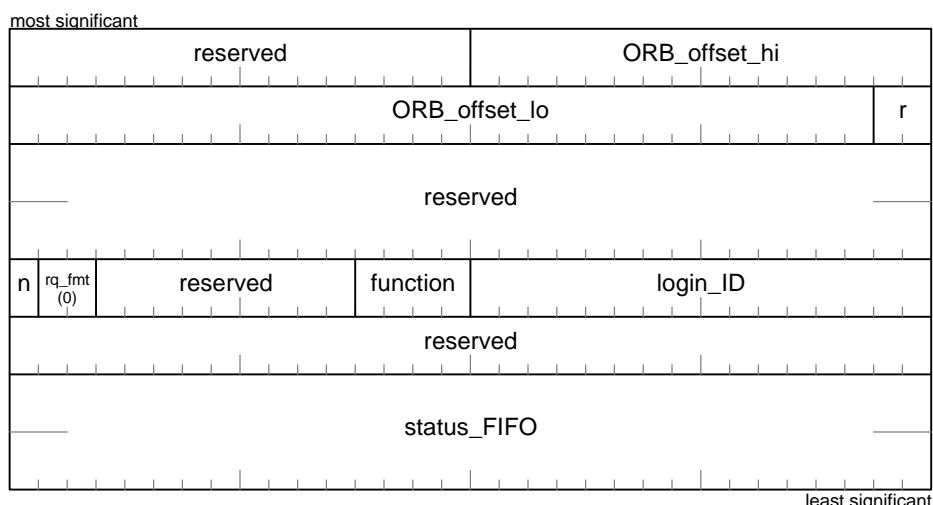 most significant
reserved ORB_offset_hi
ORB_offset_lo r
reserved
n rq_fmt (0) reserved function login_ID
reserved
status_FIFO
least significant